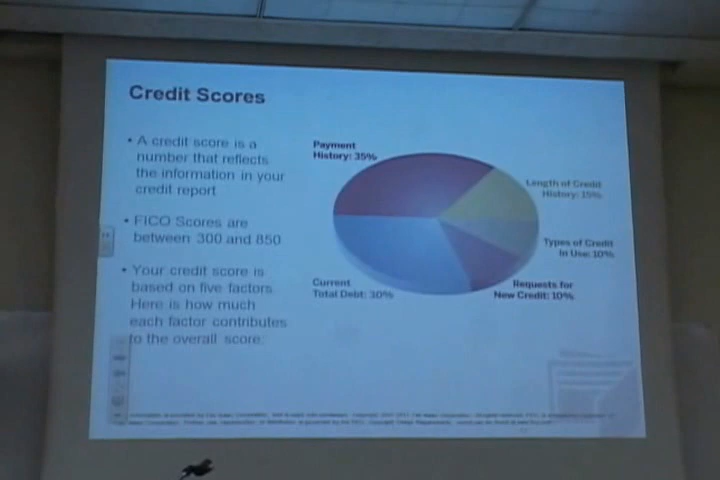 Credit Scores
• A credit score is a
number that reflects
the information in your
credit report
• FICO Scores are
between 300 and 850
• Your credit score is
based on five factors.
Here is how much
each factor contributes
to the overall score:
Payment
History: 35%
Length of Credit
History: 15%
Types of Credit
In Use: 10%
Requests for
New Credit: 10%
Current
Total Debt: 30%